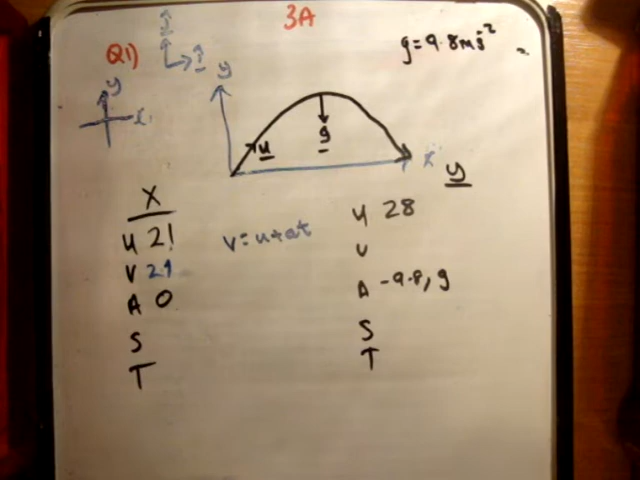 3A
Q1)
g=9.8ms⁻²
ĵ
î
y
x
y
u
g
x
X
y
U 21
V 21
A 0
S
T
V=u+at
U 28
V
A -9.8, g
S
T